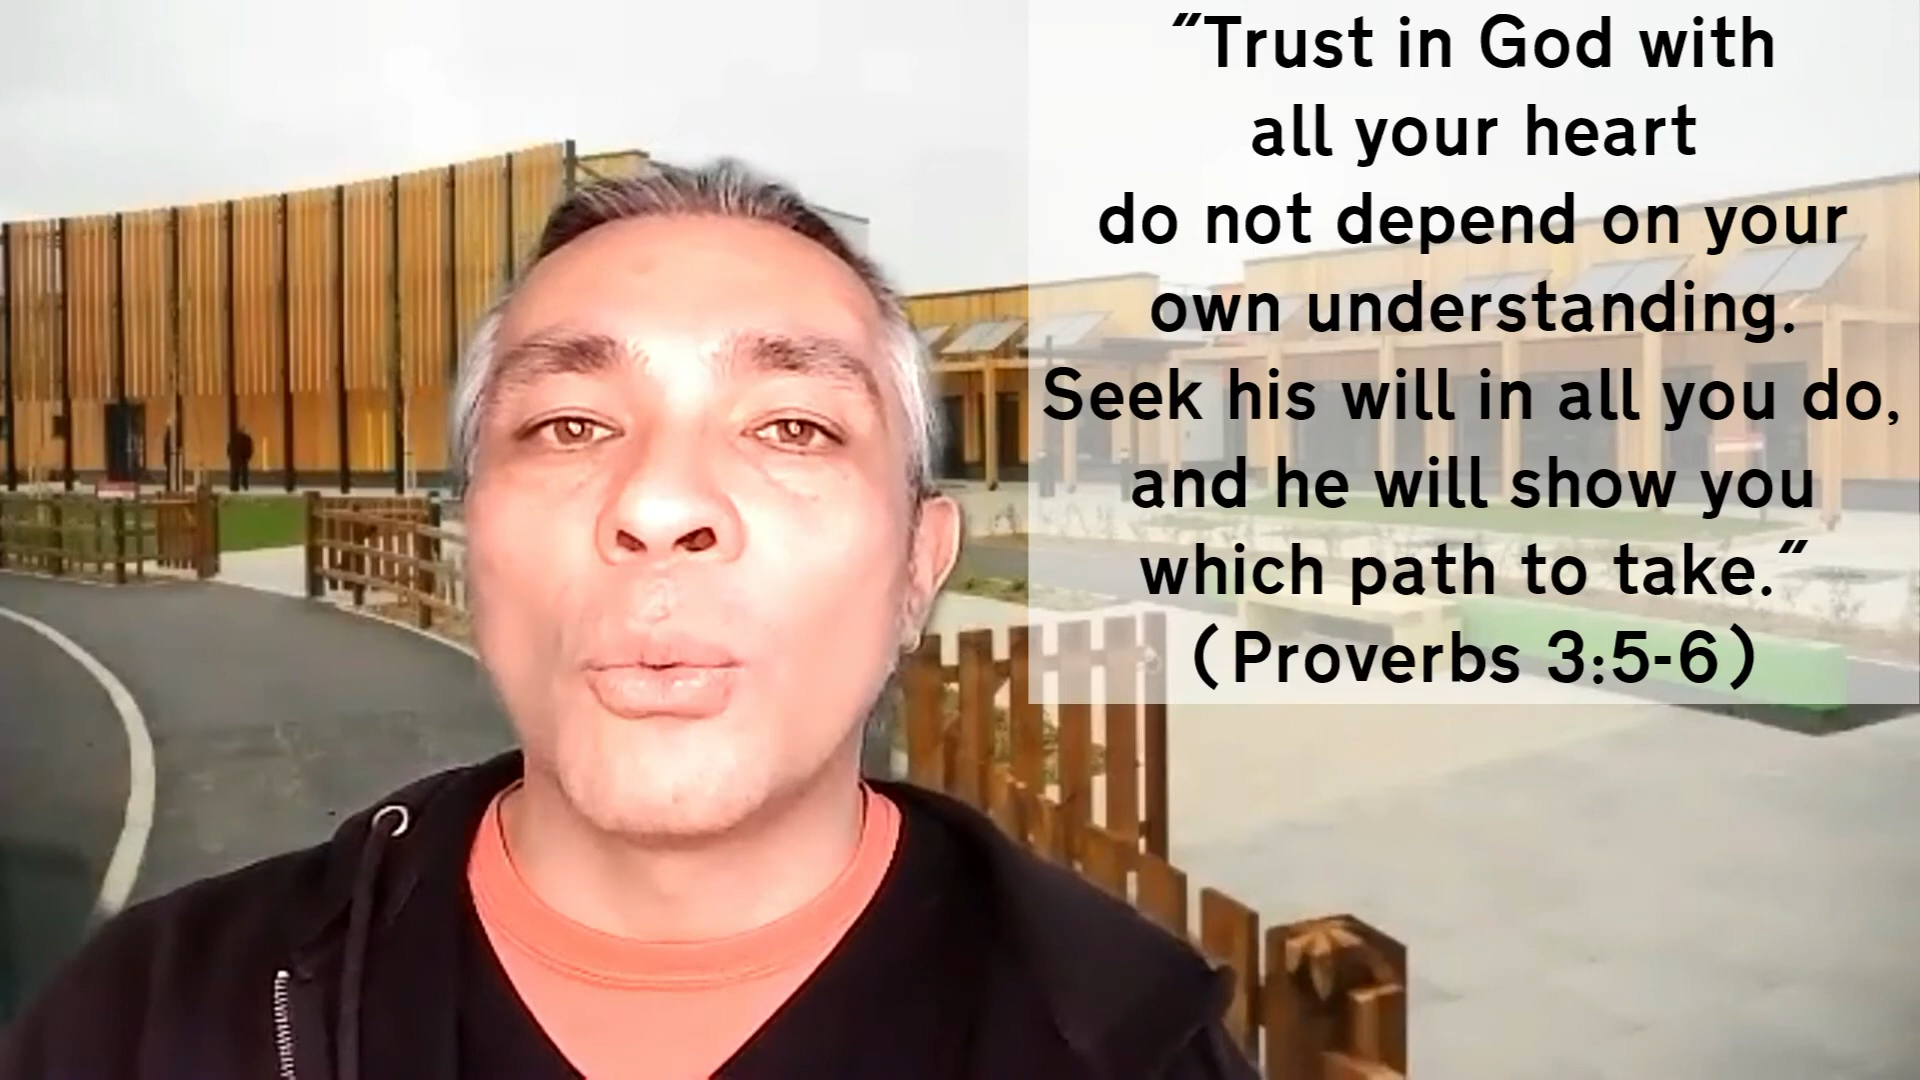 "Trust in God with
all your heart
do not depend on your
own understanding.
Seek his will in all you do,
and he will show you
which path to take."
(Proverbs 3:5-6)